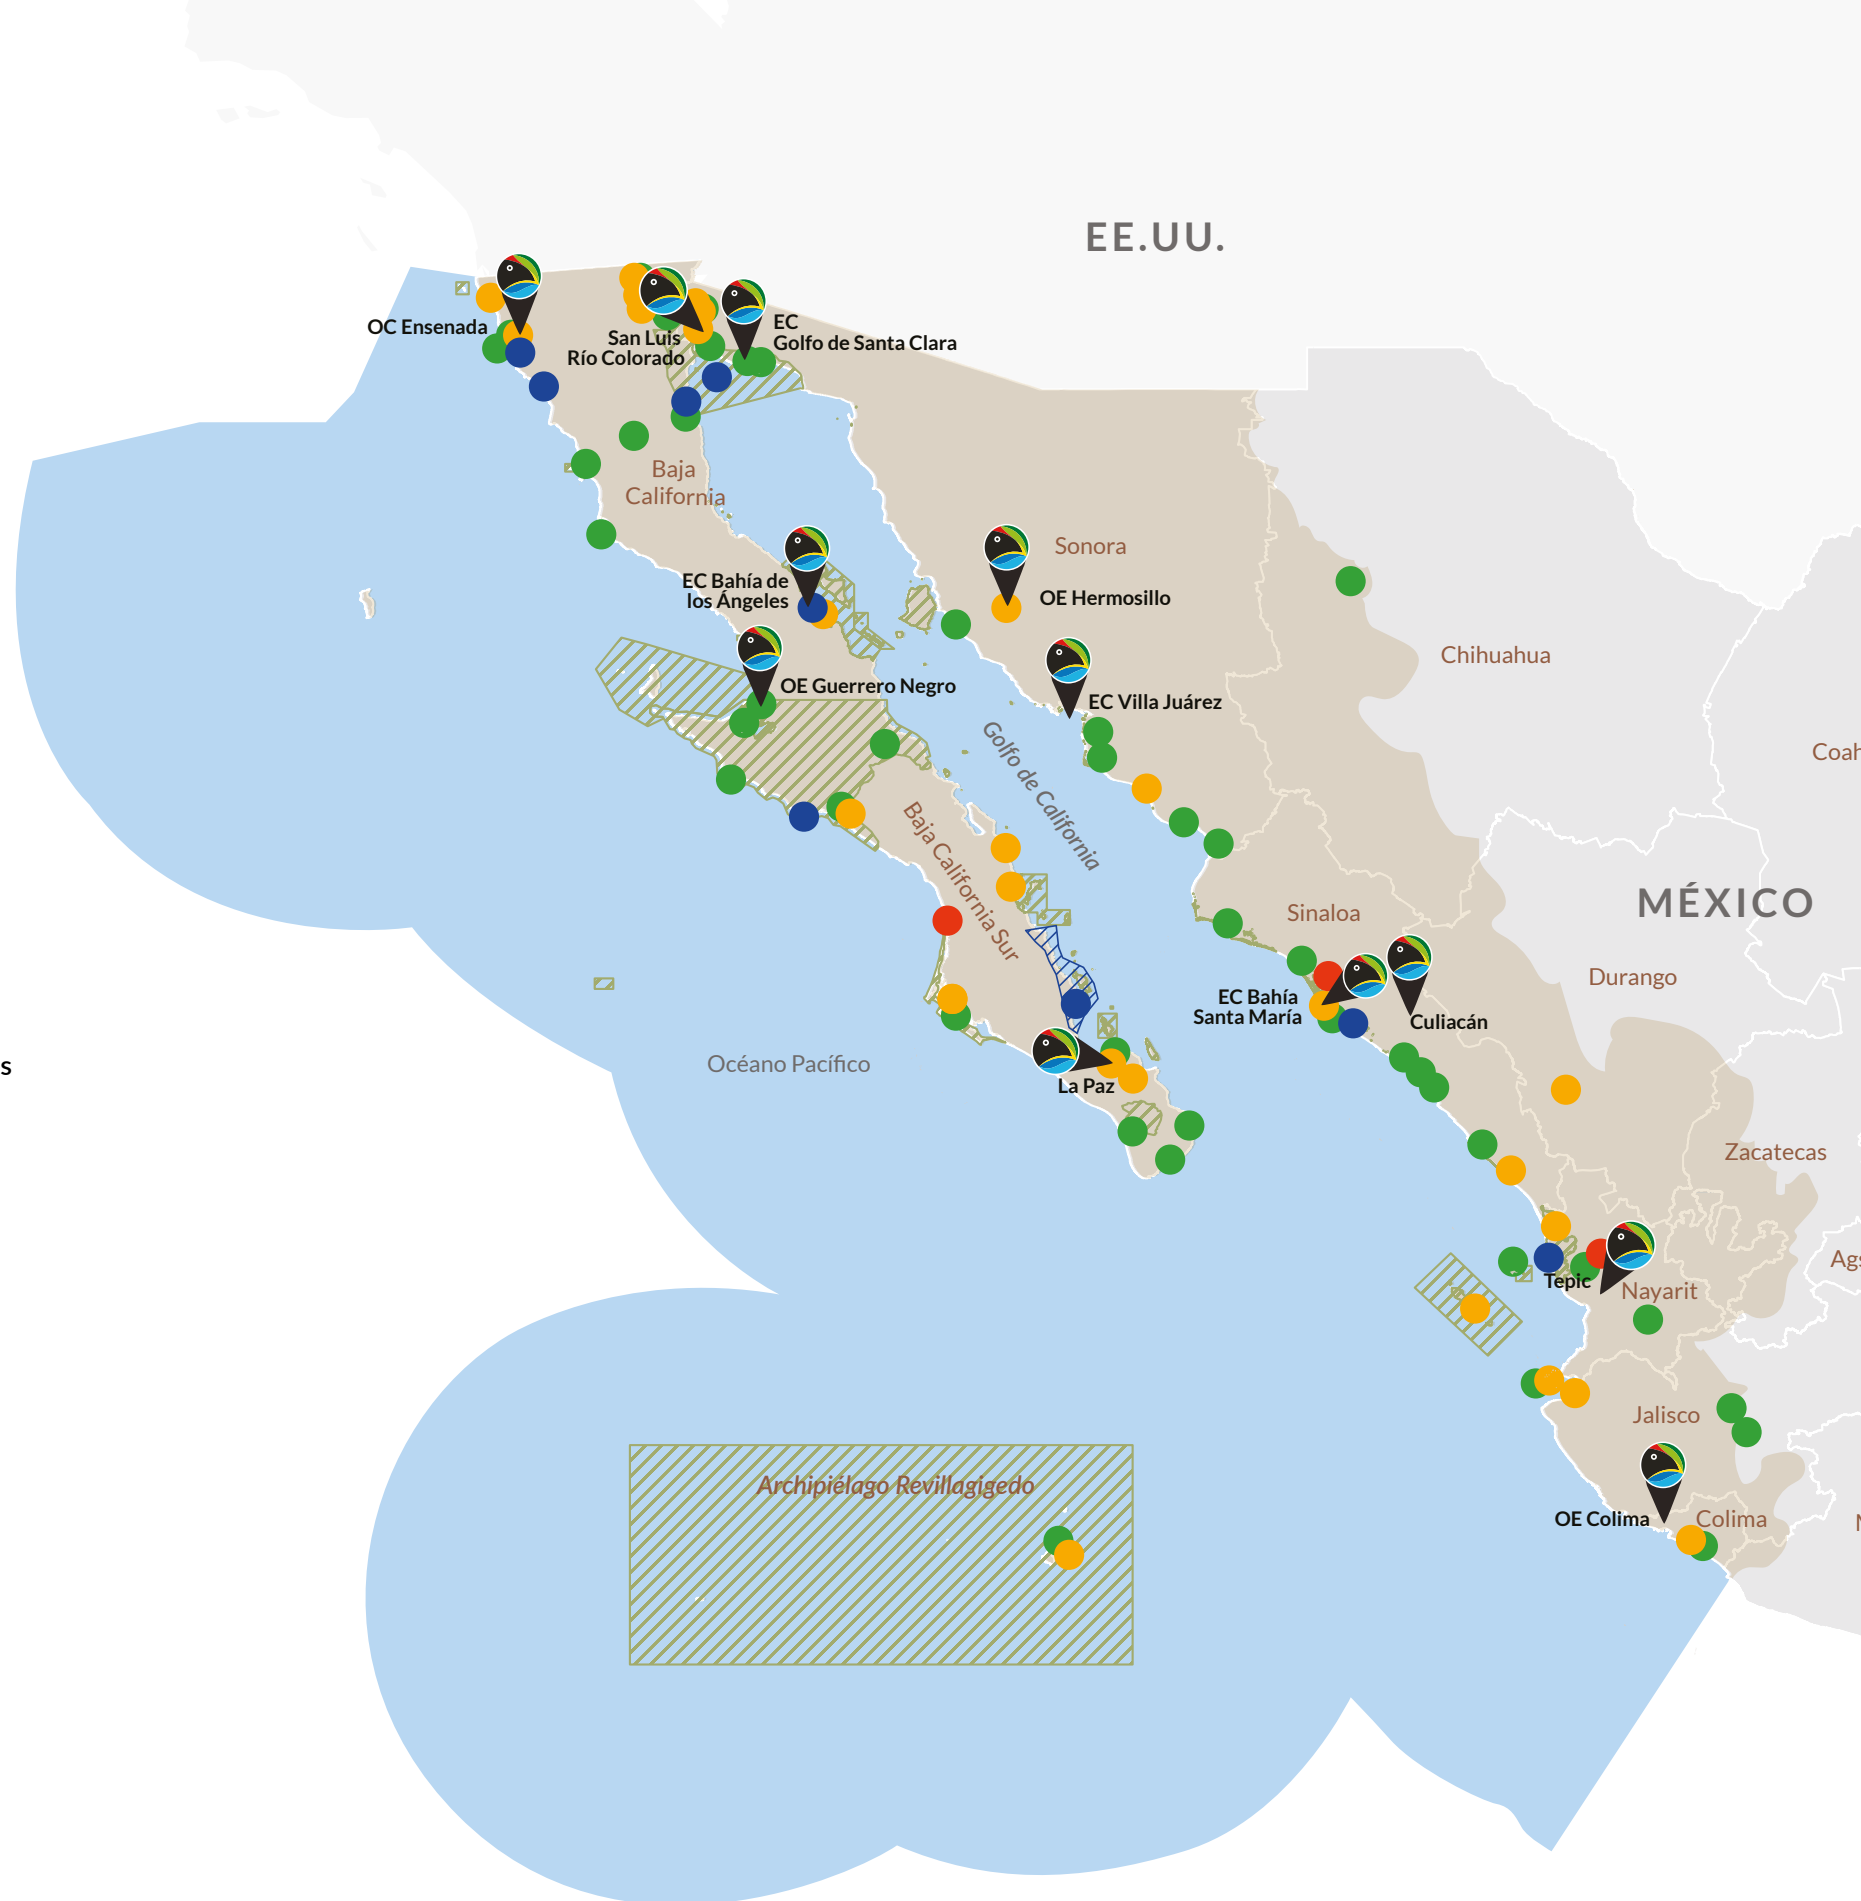 EE.UU.
OC Ensenada
San Luis
Río Colorado
EC
Golfo de Santa Clara
Baja
California
Sonora
EC Bahía de
los Ángeles
OE Hermosillo
Chihuahua
OE Guerrero Negro
EC Villa Juárez
Golfo de California
Coah
Baja California Sur
MÉXICO
Sinaloa
Durango
EC Bahía
Santa María
Culiacán
s
Océano Pacífico
La Paz
Zacatecas
Ags
Tepic
Nayarit
Jalisco
Archipiélago Revillagigedo
OE Colima
Colima